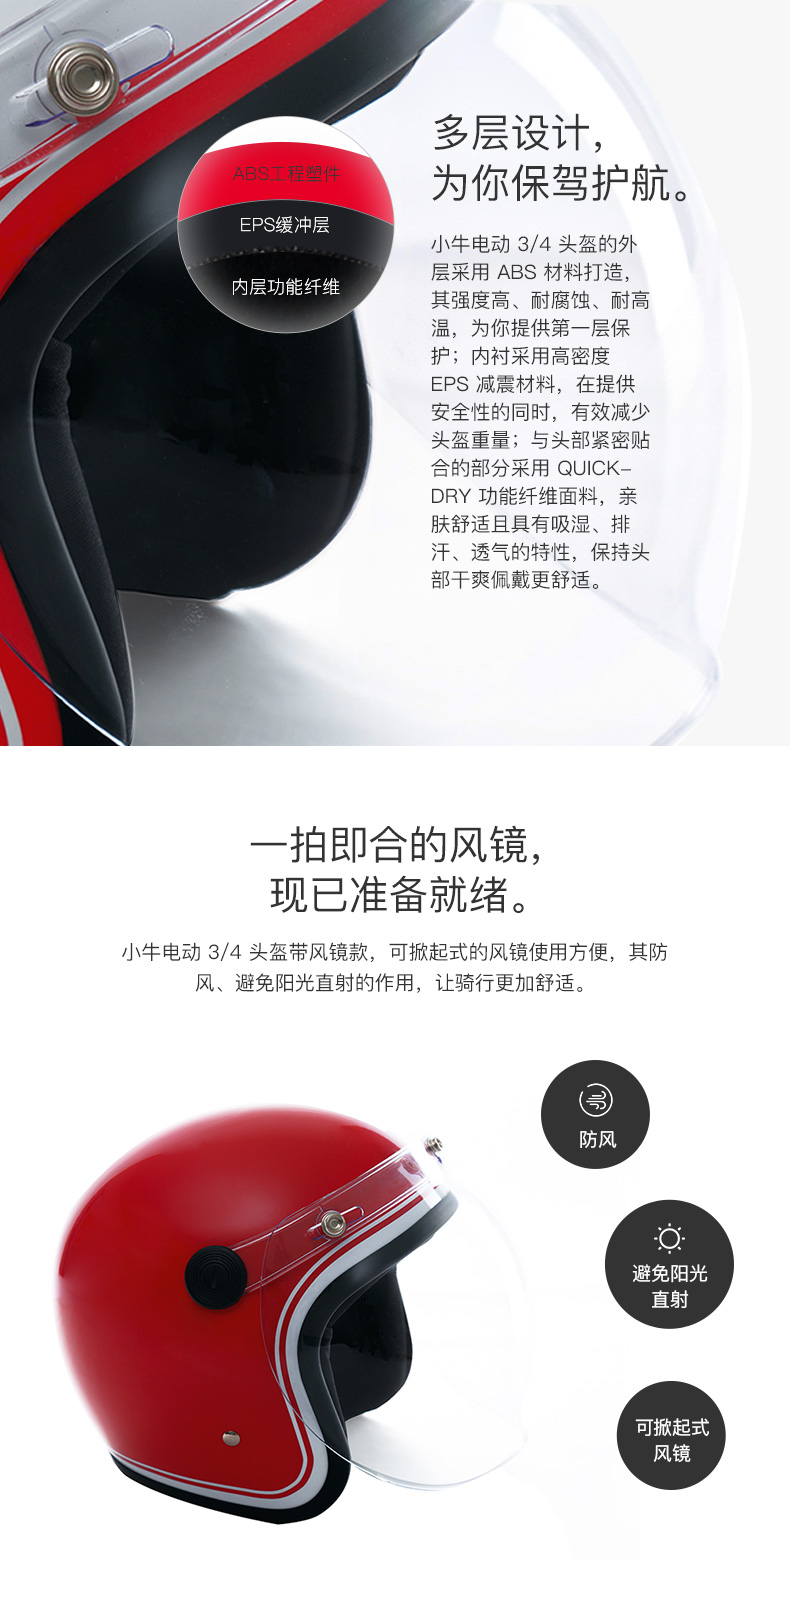 多层设计，
为你保驾护航。
ABS工程塑件
EPS缓冲层
内层功能纤维
小牛电动 3/4 头盔的外
层采用 ABS 材料打造，
其强度高、耐腐蚀、耐高
温，为你提供第一层保
护；内衬采用高密度
EPS 减震材料，在提供
安全性的同时，有效减少
头盔重量；与头部紧密贴
合的部分采用 QUICK-
DRY 功能纤维面料，亲
肤舒适且具有吸湿、排
汗、透气的特性，保持头
部干爽佩戴更舒适。
一拍即合的风镜，
现已准备就绪。
小牛电动 3/4 头盔带风镜款，可掀起式的风镜使用方便，其防
风、避免阳光直射的作用，让骑行更加舒适。
防风
避免阳光
直射
可掀起式
风镜